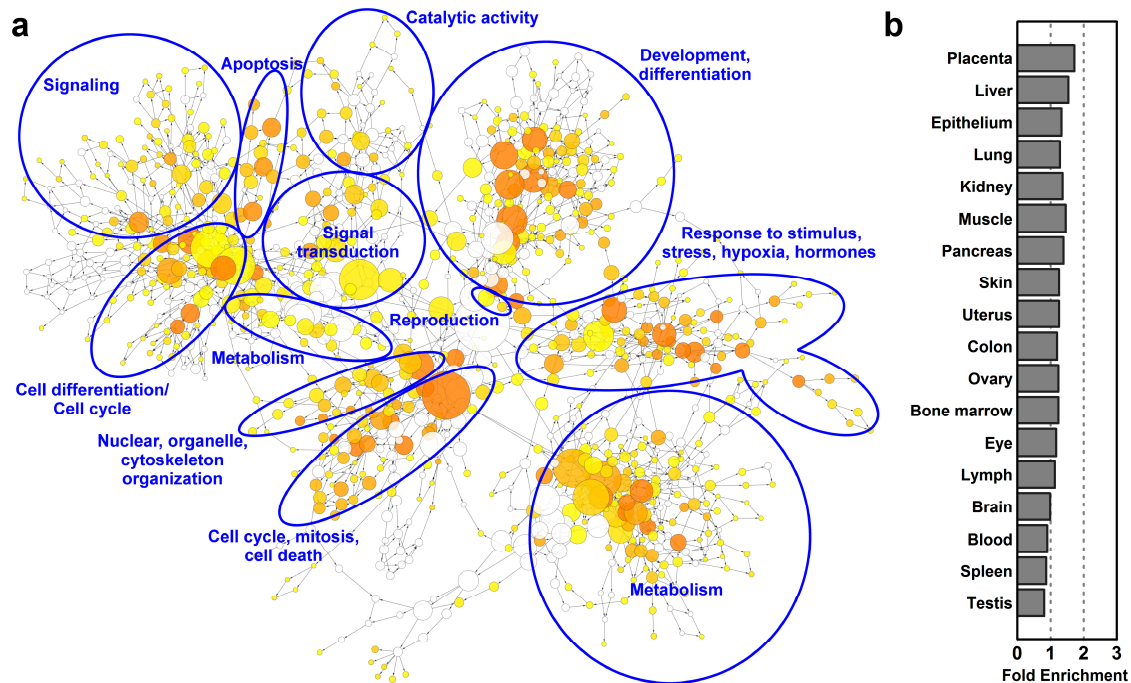 a
Catalytic activity
Signaling
Apoptosis
Development,
differentiation
Signal
transduction
Response to stimulus,
stress, hypoxia, hormones
Reproduction
Metabolism
Cell differentiation/
Cell cycle
Nuclear, organelle,
cytoskeleton
organization
Cell cycle, mitosis,
cell death
Metabolism
b
Placenta
Liver
Epithelium
Lung
Kidney
Muscle
Pancreas
Skin
Uterus
Colon
Ovary
Bone marrow
Eye
Lymph
Brain
Blood
Spleen
Testis
0 1 2 3
Fold Enrichment